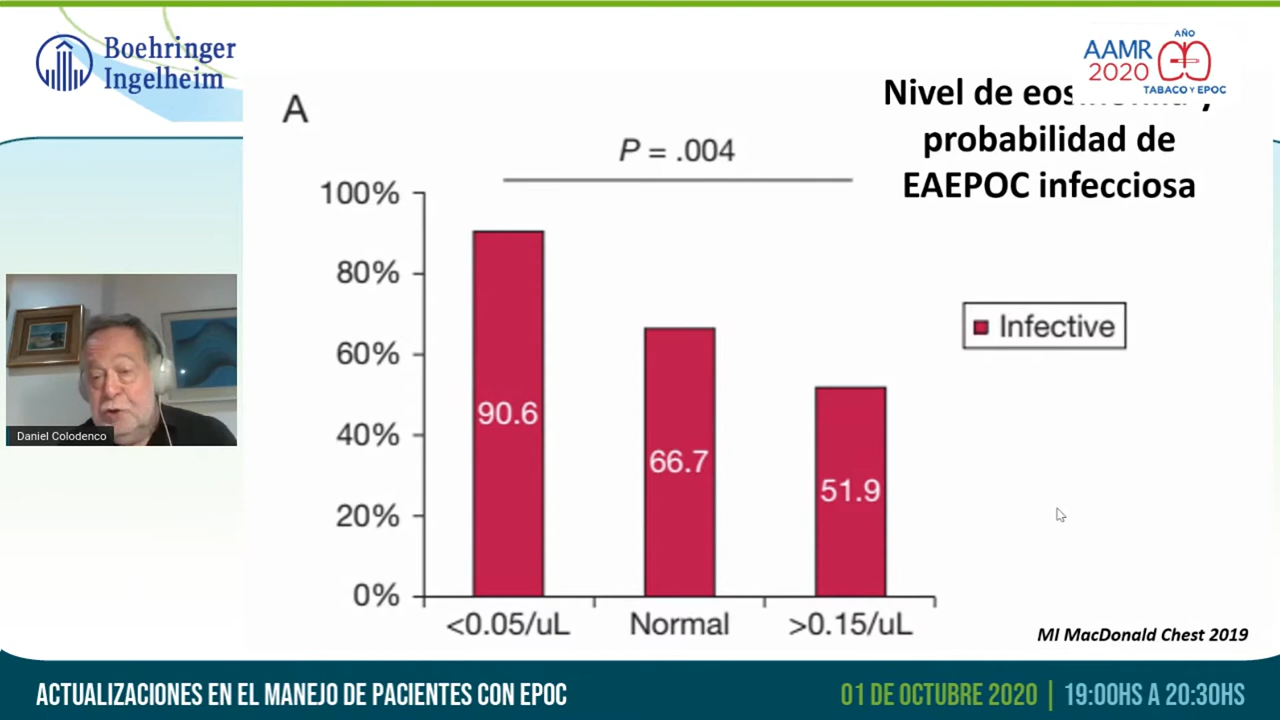 Boehringer
Ingelheim
AÑO
AAMR
2020
TABACO Y EPOC
Nivel de
probabilidad de
EAEPOC infecciosa
A
P = .004
100%
80%
60%
40%
20%
0%
90.6
66.7
51.9
<0.05/uL
Normal
>0.15/uL
Infective
Daniel Colodenco
MI MacDonald Chest 2019
ACTUALIZACIONES EN EL MANEJO DE PACIENTES CON EPOC
01 DE OCTUBRE 2020 | 19:00HS A 20:30HS